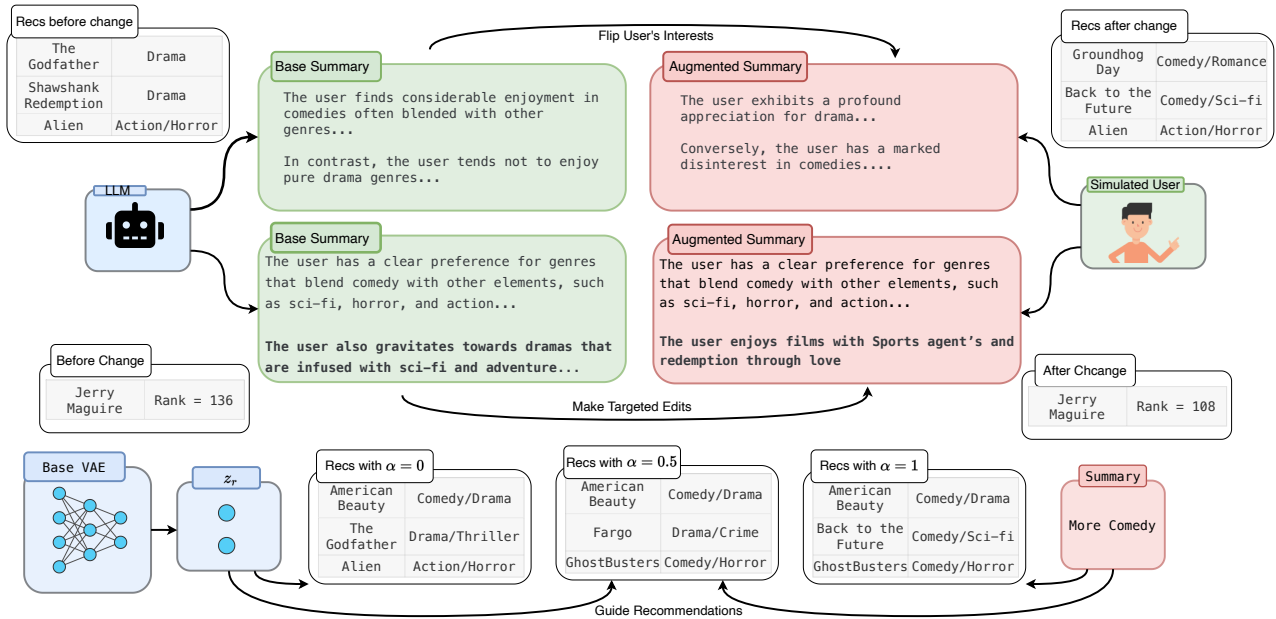 Recs before change
The
Godfather
Drama
Shawshank
Redemption
Drama
Alien
Action/Horror
Flip User's Interests
Base Summary
The user finds considerable enjoyment in
comedies often blended with other
genres...
In contrast, the user tends not to enjoy
pure drama genres...
Augmented Summary
The user exhibits a profound
appreciation for drama...
Conversely, the user has a marked
disinterest in comedies....
Recs after change
Groundhog
Day
Comedy/Romance
Back to the
Future
Comedy/Sci-fi
Alien
Action/Horror
LLM
Simulated User
Base Summary
The user has a clear preference for genres
that blend comedy with other elements, such
as sci-fi, horror, and action...
The user also gravitates towards dramas that
are infused with sci-fi and adventure...
Augmented Summary
The user has a clear preference for genres
that blend comedy with other elements, such
as sci-fi, horror, and action...
The user enjoys films with Sports agent's and
redemption through love
Before Change
Jerry
Maguire
Rank = 136
Make Targeted Edits
After Chcange
Jerry
Maguire
Rank = 108
Base VAE
z_r
Recs with α = 0
American
Beauty
Comedy/Drama
The
Godfather
Drama/Thriller
Alien
Action/Horror
Recs with α = 0.5
American
Beauty
Comedy/Drama
Fargo
Drama/Crime
GhostBusters
Comedy/Horror
Recs with α = 1
American
Beauty
Comedy/Drama
Back to the
Future
Comedy/Sci-fi
GhostBusters
Comedy/Horror
Summary
More Comedy
Guide Recommendations